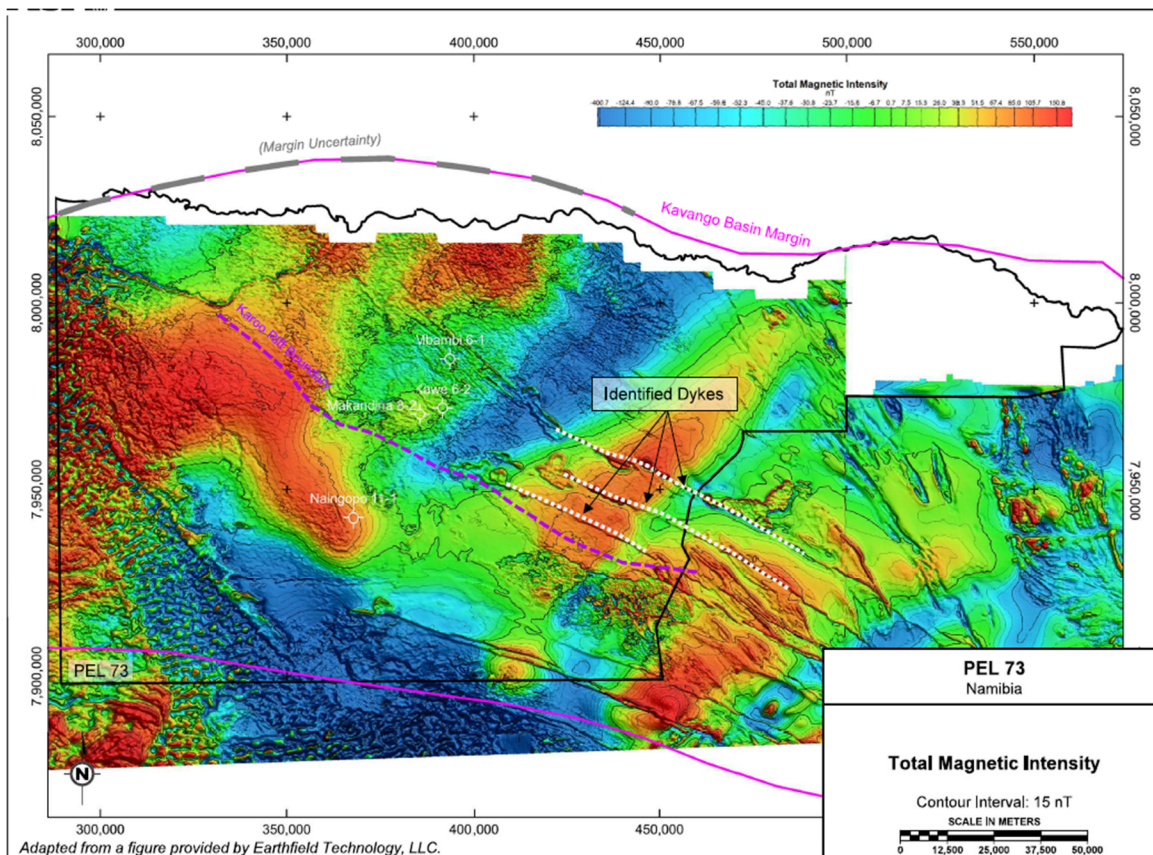 300,000 350,000 400,000 450,000 500,000 550,000
Total Magnetic Intensity
nT
8,050,000
8,050,000
(Margin Uncertainty)
Kavango Basin Margin
8,000,000
8,000,000
Karoo Rift Boundary
Mbambi 6-1
Kawe 6-2
Identified Dykes
Naingopo 11-1
7,950,000
7,950,000
7,900,000
PEL 73
PEL 73
Namibia
Total Magnetic Intensity
Contour Interval: 15 nT
SCALE IN METERS
0 12,500 25,000 37,500 50,000
N
300,000 350,000 400,000 450,000
Adapted from a figure provided by Earthfield Technology, LLC.